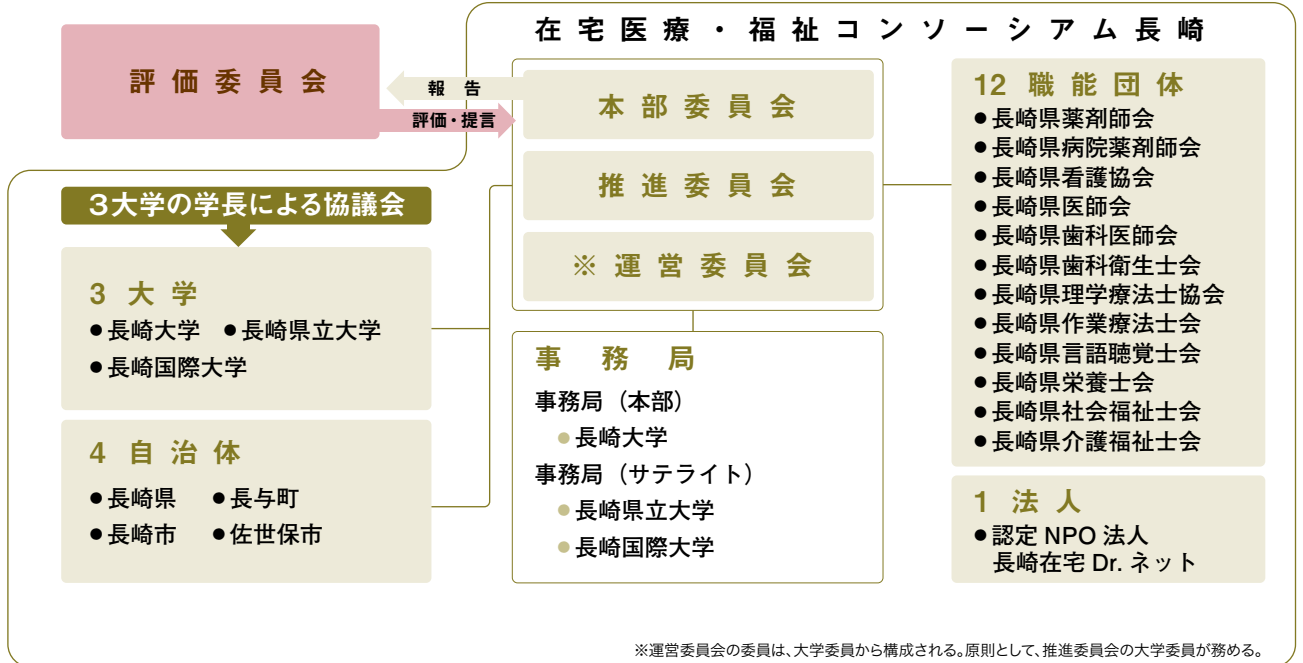 在宅医療・福祉コンソーシアム長崎
評価委員会
報告
評価・提言
本部委員会
推進委員会
※運営委員会
3大学の学長による協議会
3大学
●長崎大学 ●長崎県立大学
●長崎国際大学
4自治体
●長崎県 ●長与町
●長崎市 ●佐世保市
事務局
事務局（本部）
●長崎大学
事務局（サテライト）
●長崎県立大学
●長崎国際大学
12職能団体
●長崎県薬剤師会
●長崎県病院薬剤師会
●長崎県看護協会
●長崎県医師会
●長崎県歯科医師会
●長崎県歯科衛生士会
●長崎県理学療法士協会
●長崎県作業療法士会
●長崎県言語聴覚士会
●長崎県栄養士会
●長崎県社会福祉士会
●長崎県介護福祉士会
1法人
●認定 NPO 法人
長崎在宅 Dr. ネット
※運営委員会の委員は、大学委員から構成される。原則として、推進委員会の大学委員が務める。